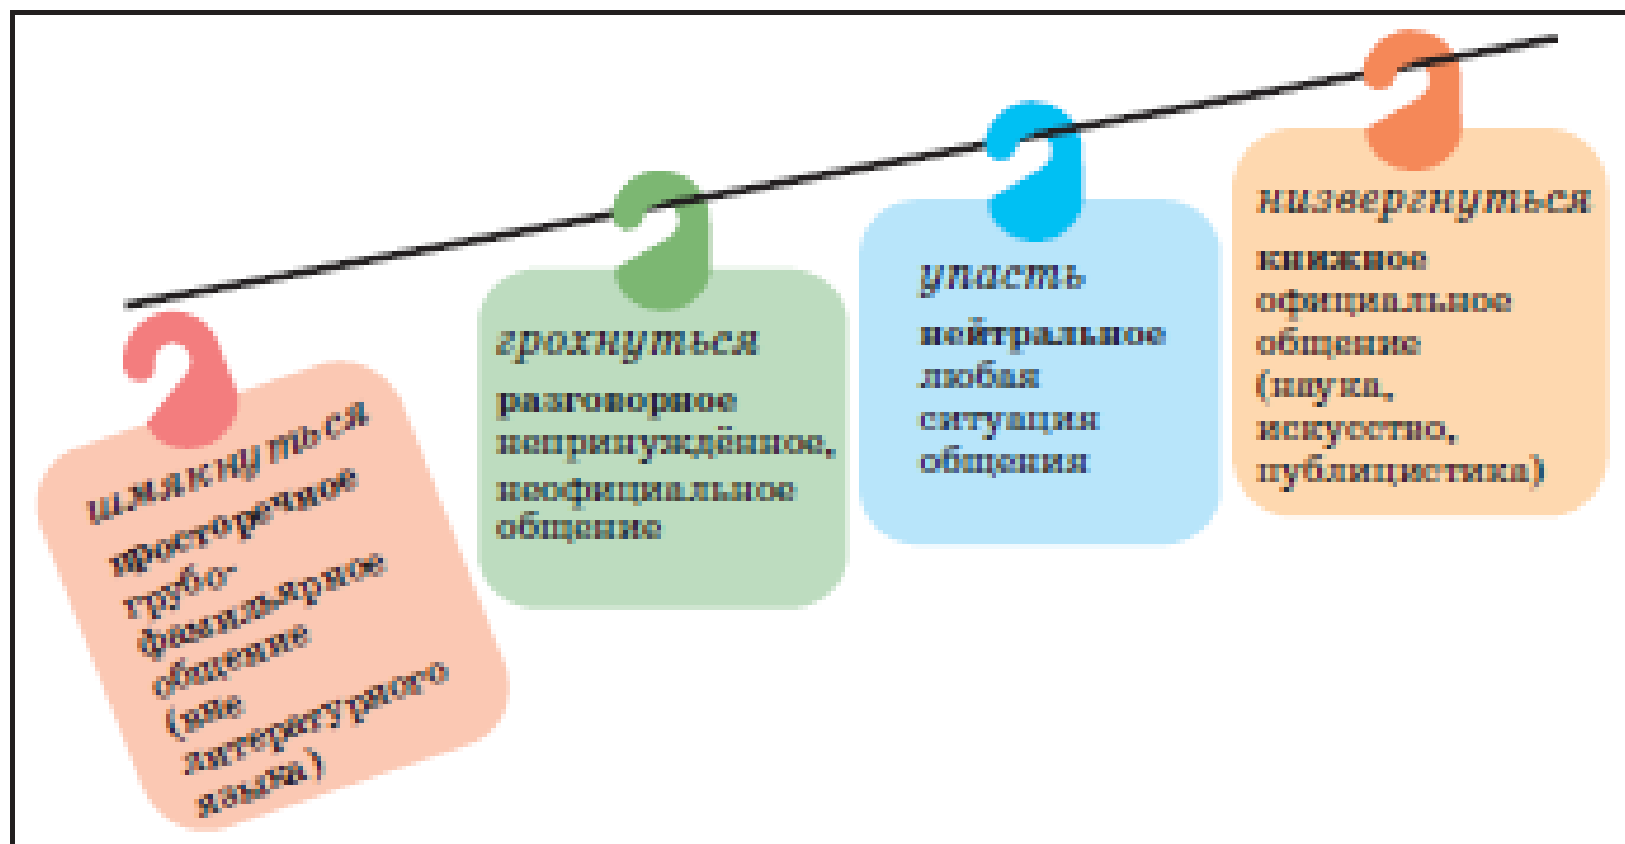 шмякнуться
просторечное
грубо-
фамильярное
общение
(вне
литературного
языка)
грохнуться
разговорное
непринуждённое,
неофициальное
общение
упасть
нейтральное
любая
ситуация
общения
низвергнуться
книжное
официальное
общение
(наука,
искусство,
публицистика)